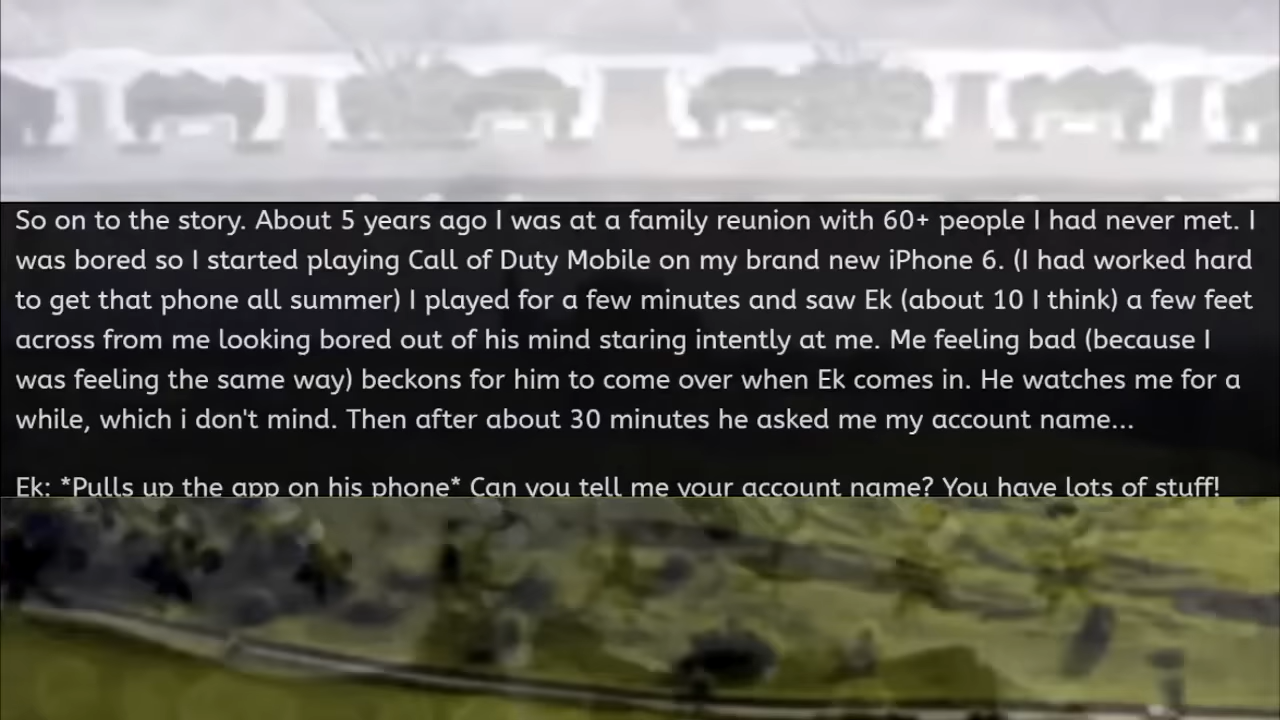 So on to the story. About 5 years ago I was at a family reunion with 60+ people I had never met. I
was bored so I started playing Call of Duty Mobile on my brand new iPhone 6. (I had worked hard
to get that phone all summer) I played for a few minutes and saw Ek (about 10 I think) a few feet
across from me looking bored out of his mind staring intently at me. Me feeling bad (because I
was feeling the same way) beckons for him to come over when Ek comes in. He watches me for a
while, which i don't mind. Then after about 30 minutes he asked me my account name...
Ek: *Pulls up the app on his phone* Can you tell me your account name? You have lots of stuff!